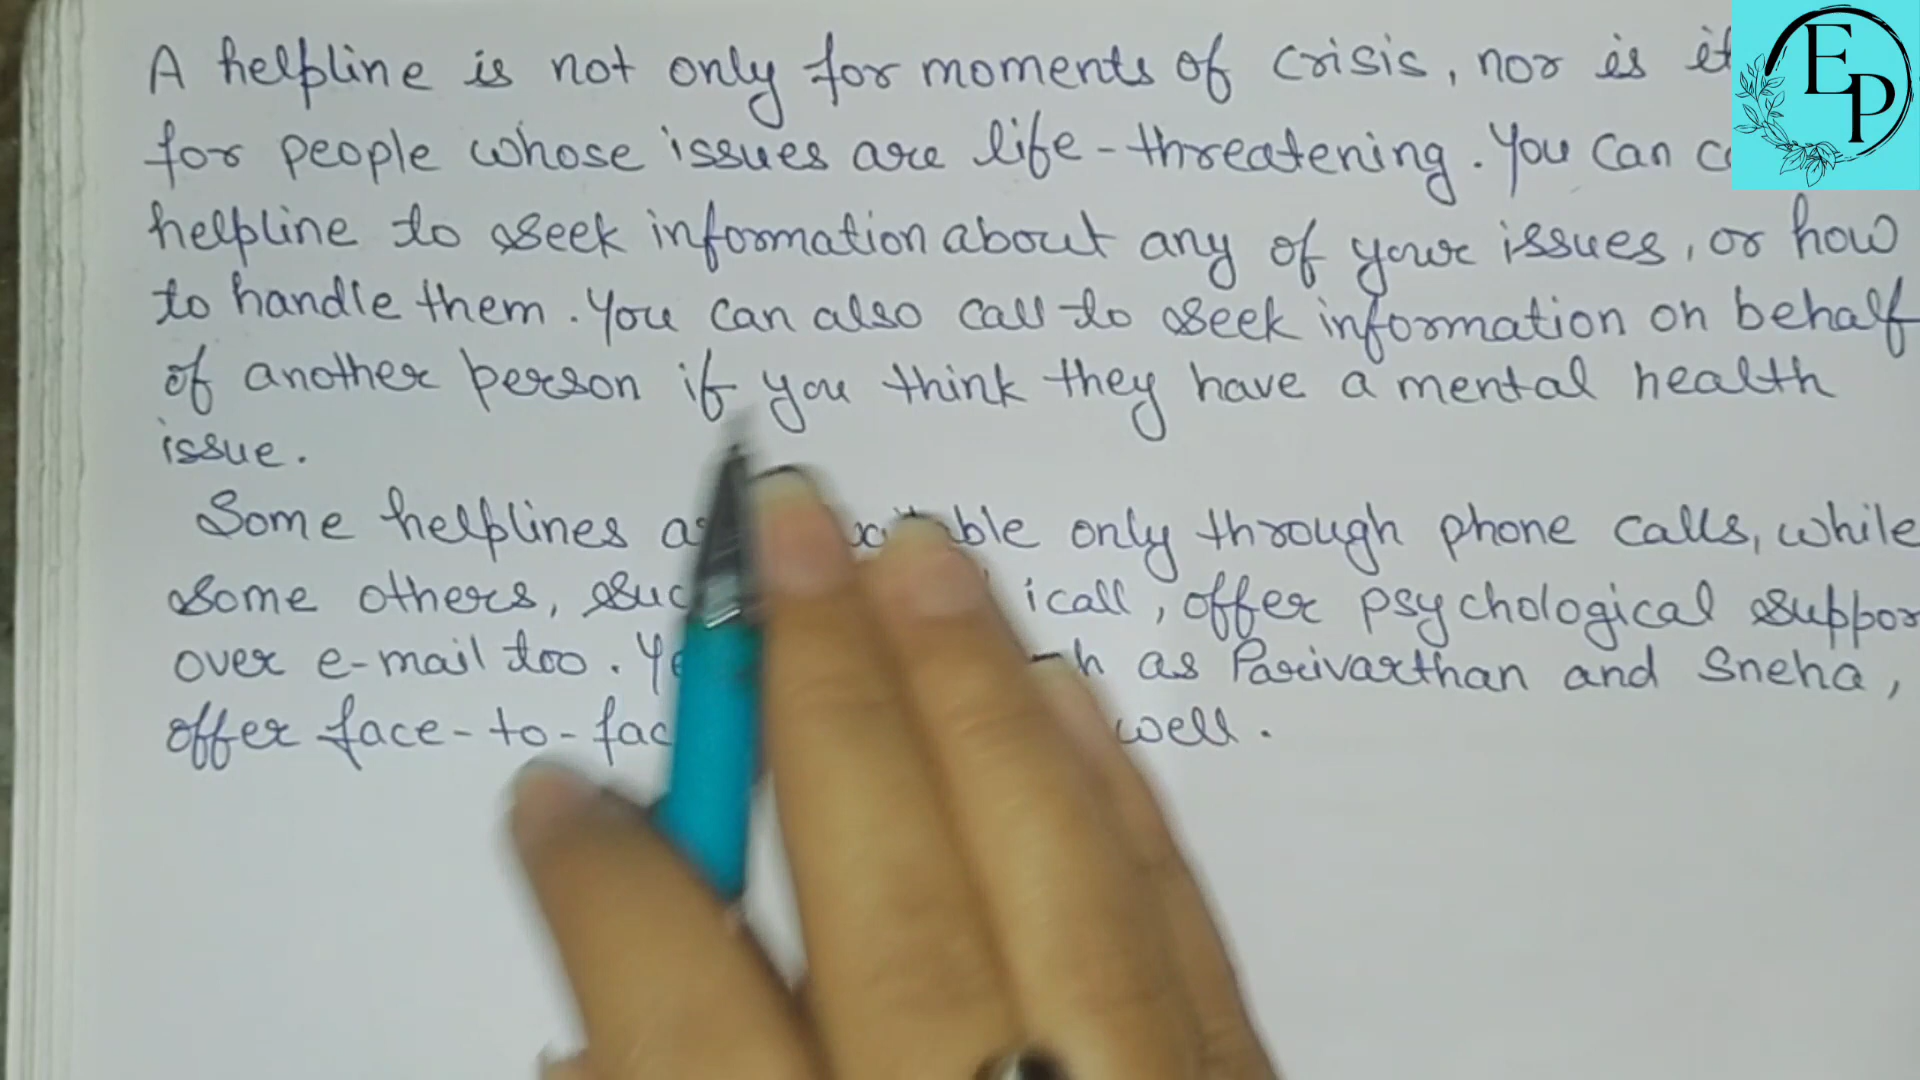 A helpline is not only for moments of crisis, nor is it
for people whose issues are life-threatening. You can
helpline to seek information about any of your issues, or how
to handle them. You can also call to seek information on behalf
of another person if you think they have a mental health
issue.
Some helplines only through phone calls, while
some others, icall, offer psychological
over e-mail too. as Parivarthan and Sneha,
offer face-to- well.
EP